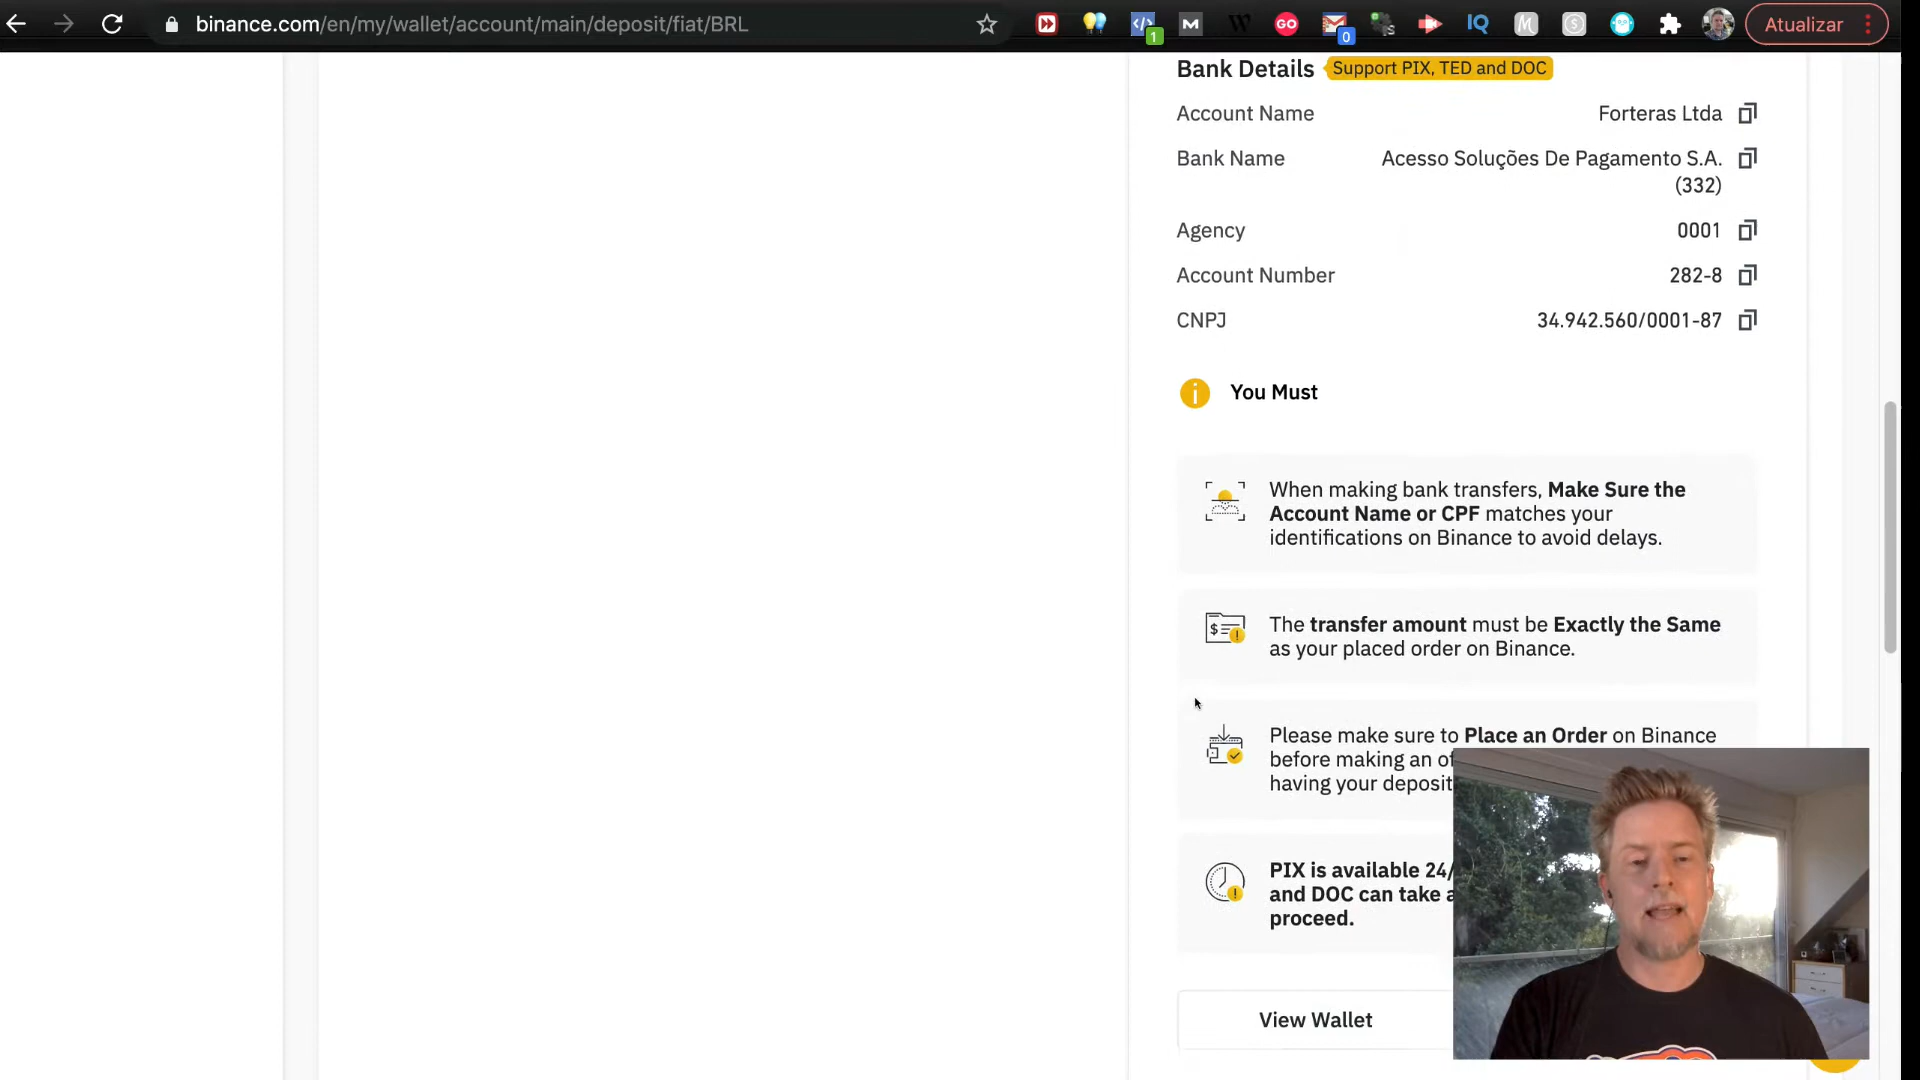 binance.com/en/my/wallet/account/main/deposit/fiat/BRL
1
0
IQ
GO
Atualizar
Bank Details Support PIX, TED and DOC
Account Name Forteras Ltda
Bank Name Acesso Soluções De Pagamento S.A.
(332)
Agency 0001
Account Number 282-8
CNPJ 34.942.560/0001-87
You Must
When making bank transfers, Make Sure the
Account Name or CPF matches your
identifications on Binance to avoid delays.
The transfer amount must be Exactly the Same
as your placed order on Binance.
Please make sure to Place an Order on Binance
before making an
having your deposit
PIX is available 24/
and DOC can take
proceed.
View Wallet